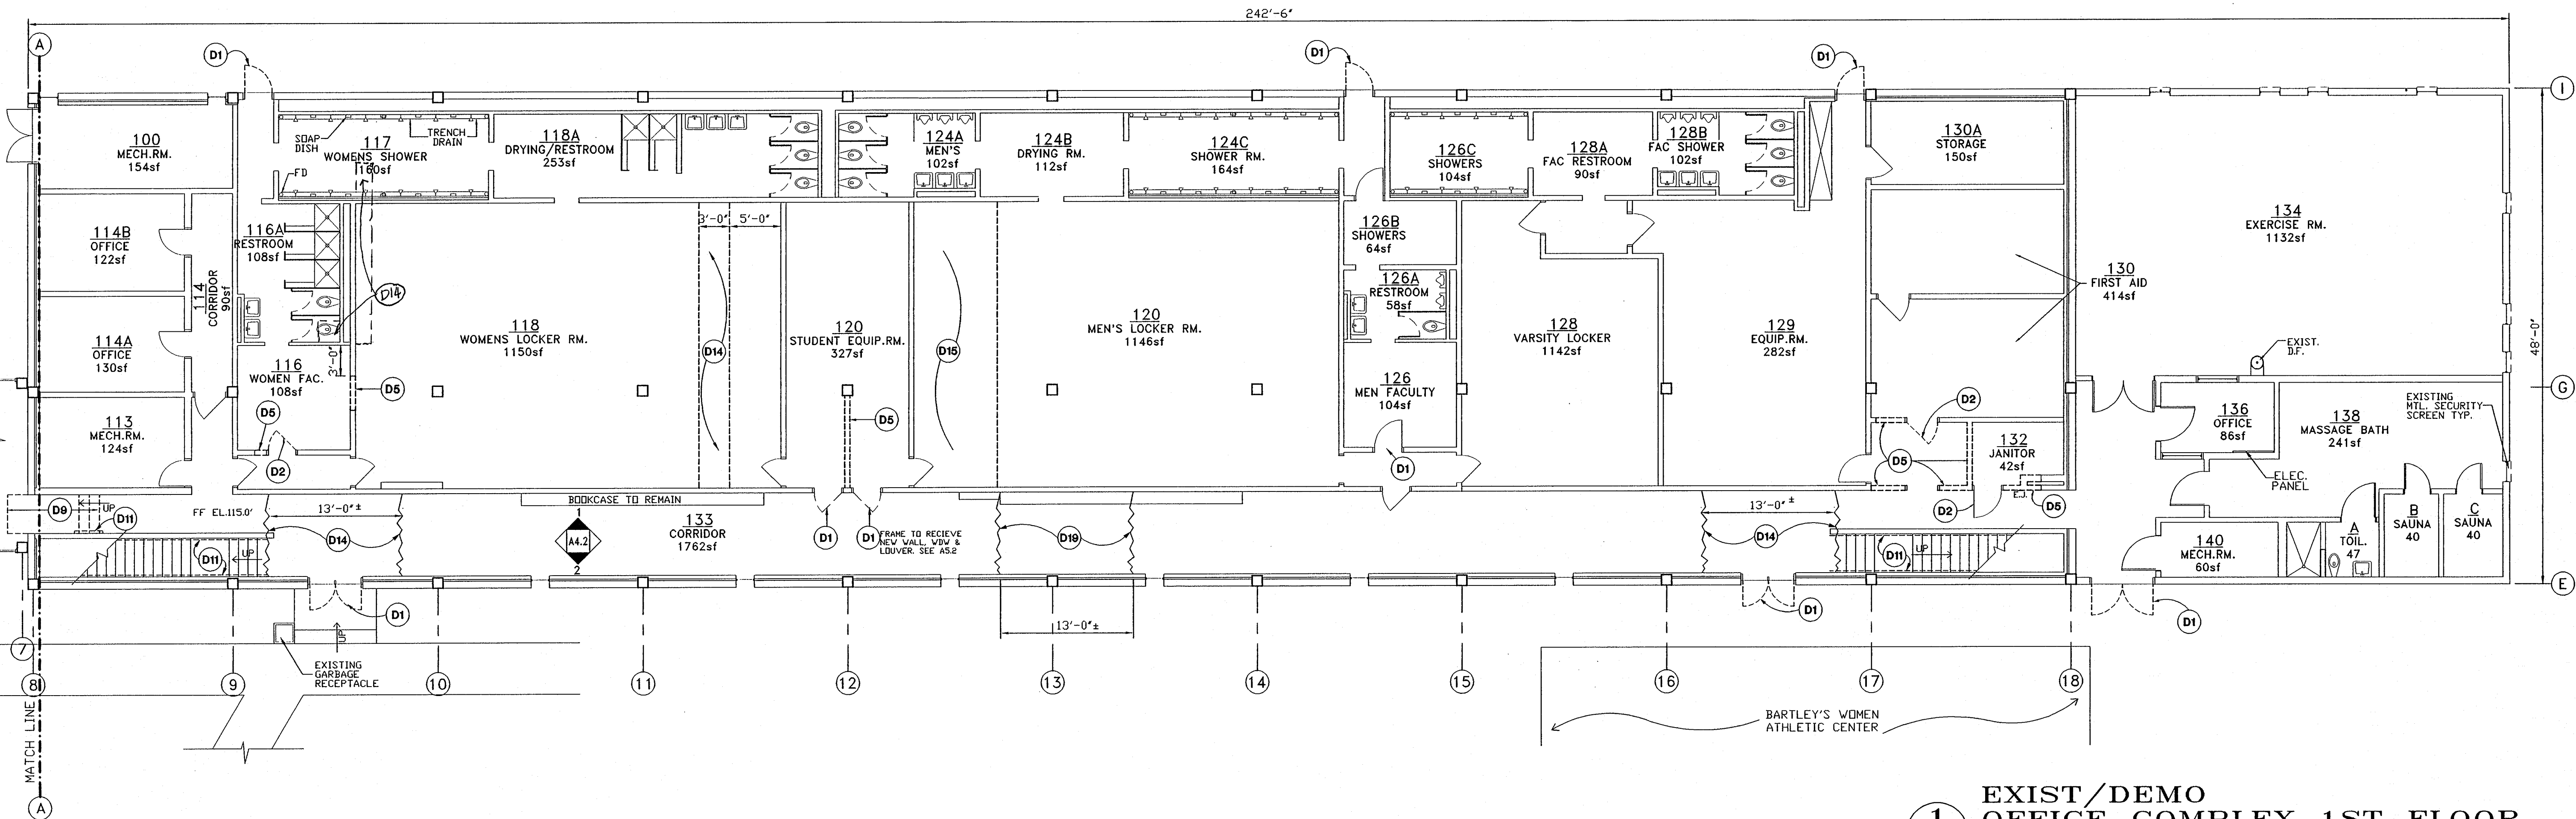 242'-6"
A
D1
D1
D1
I
100
MECH.RM.
154sf
SOAP
DISH
117
WOMENS SHOWER
160sf
TRENCH
DRAIN
FD
118A
DRYING/RESTROOM
253sf
124A
MEN'S
102sf
124B
DRYING RM.
112sf
124C
SHOWER RM.
164sf
126C
SHOWERS
104sf
128A
FAC RESTROOM
90sf
128B
FAC SHOWER
102sf
130A
STORAGE
150sf
114B
OFFICE
122sf
114
CORRIDOR
90sf
116A
RESTROOM
108sf
3'-0"
5'-0"
126B
SHOWERS
64sf
134
EXERCISE RM.
1132sf
130
FIRST AID
414sf
D14
114A
OFFICE
130sf
118
WOMENS LOCKER RM.
1150sf
D14
120
STUDENT EQUIP.RM.
327sf
D15
120
MEN'S LOCKER RM.
1146sf
126A
RESTROOM
58sf
128
VARSITY LOCKER
1142sf
129
EQUIP.RM.
282sf
EXIST.
D.F.
48'-0"
3'-0"
116
WOMEN FAC.
108sf
D5
D5
D5
D2
126
MEN FACULTY
104sf
D1
D2
G
113
MECH.RM.
124sf
136
OFFICE
86sf
138
MASSAGE BATH
241sf
EXISTING
MTL. SECURITY
SCREEN TYP.
D5
132
JANITOR
42sf
E.J.
D5
D2
ELEC.
PANEL
D9
UP
D11
FF EL.115.0'
13'-0"±
D14
BOOKCASE TO REMAIN
1
A4.2
2
133
CORRIDOR
1762sf
D1
D1
FRAME TO RECIEVE
NEW WALL, WDW &
LOUVER. SEE A5.2
D19
13'-0"±
D14
D11
UP
D11
UP
140
MECH.RM.
60sf
A
TOIL.
47
B
SAUNA
40
C
SAUNA
40
E
D1
UP
13'-0"±
D1
D1
EXISTING
GARBAGE
RECEPTACLE
7
8
9
10
11
12
13
14
15
16
17
18
MATCH LINE
BARTLEY'S WOMEN
ATHLETIC CENTER
A
1
EXIST/DEMO
OFFICE COMPLEX 1ST FLOOR